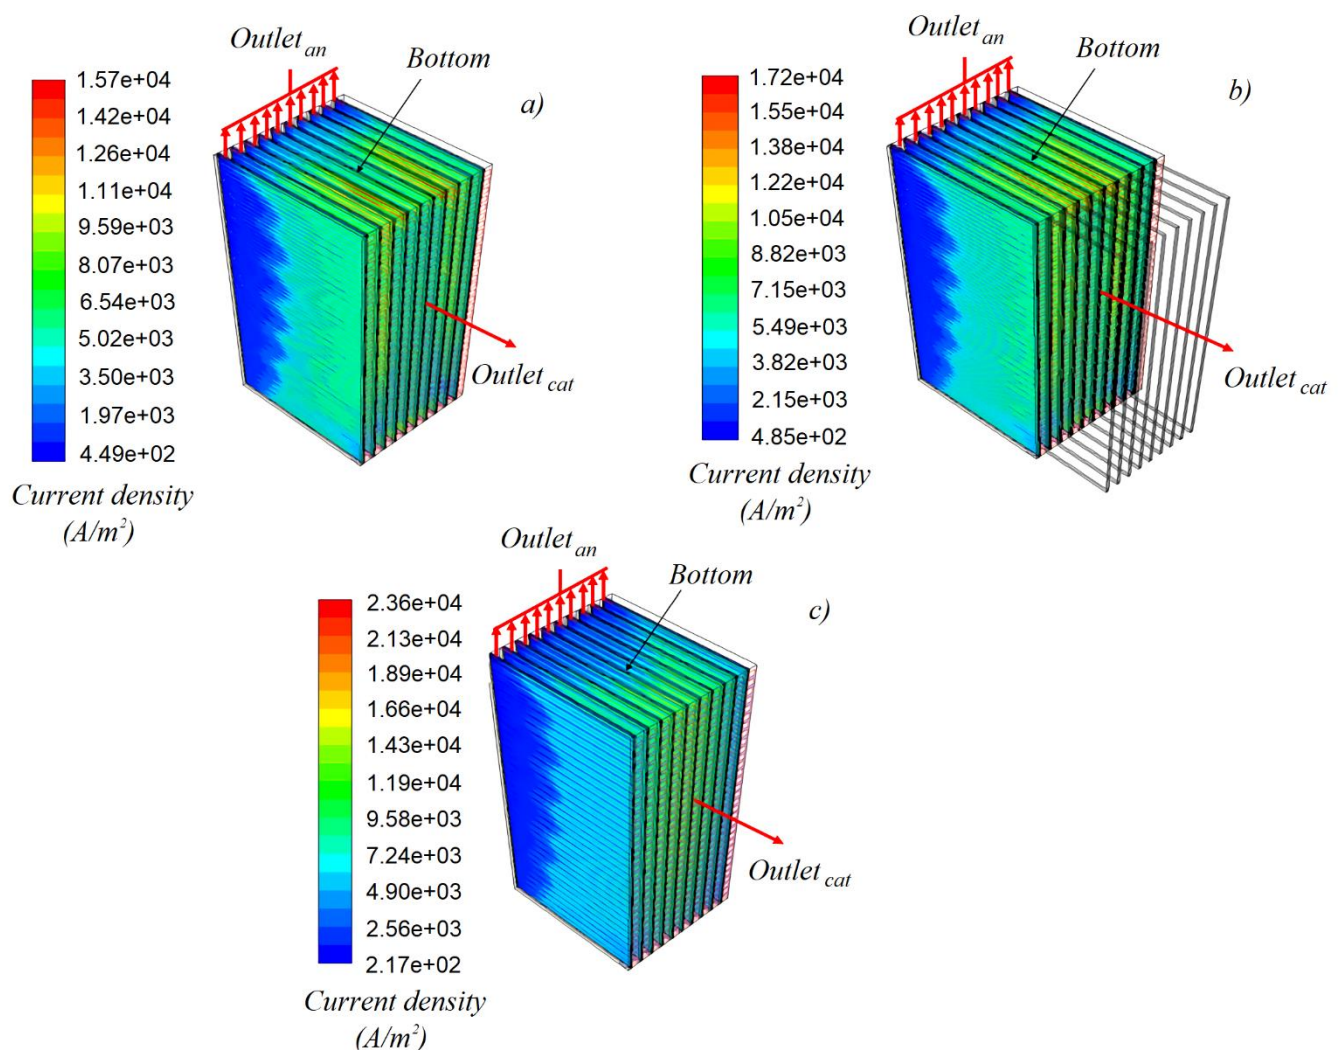 Outlet an
Bottom
a)
1.57e+04
1.42e+04
1.26e+04
1.11e+04
9.59e+03
8.07e+03
6.54e+03
5.02e+03
3.50e+03
1.97e+03
4.49e+02
Outlet cat
Current density
(A/m²)
Outlet an
Bottom
b)
1.72e+04
1.55e+04
1.38e+04
1.22e+04
1.05e+04
8.82e+03
7.15e+03
5.49e+03
3.82e+03
2.15e+03
4.85e+02
Outlet cat
Current density
(A/m²)
Outlet an
Bottom
c)
2.36e+04
2.13e+04
1.89e+04
1.66e+04
1.43e+04
1.19e+04
9.58e+03
7.24e+03
4.90e+03
2.56e+03
2.17e+02
Outlet cat
Current density
(A/m²)